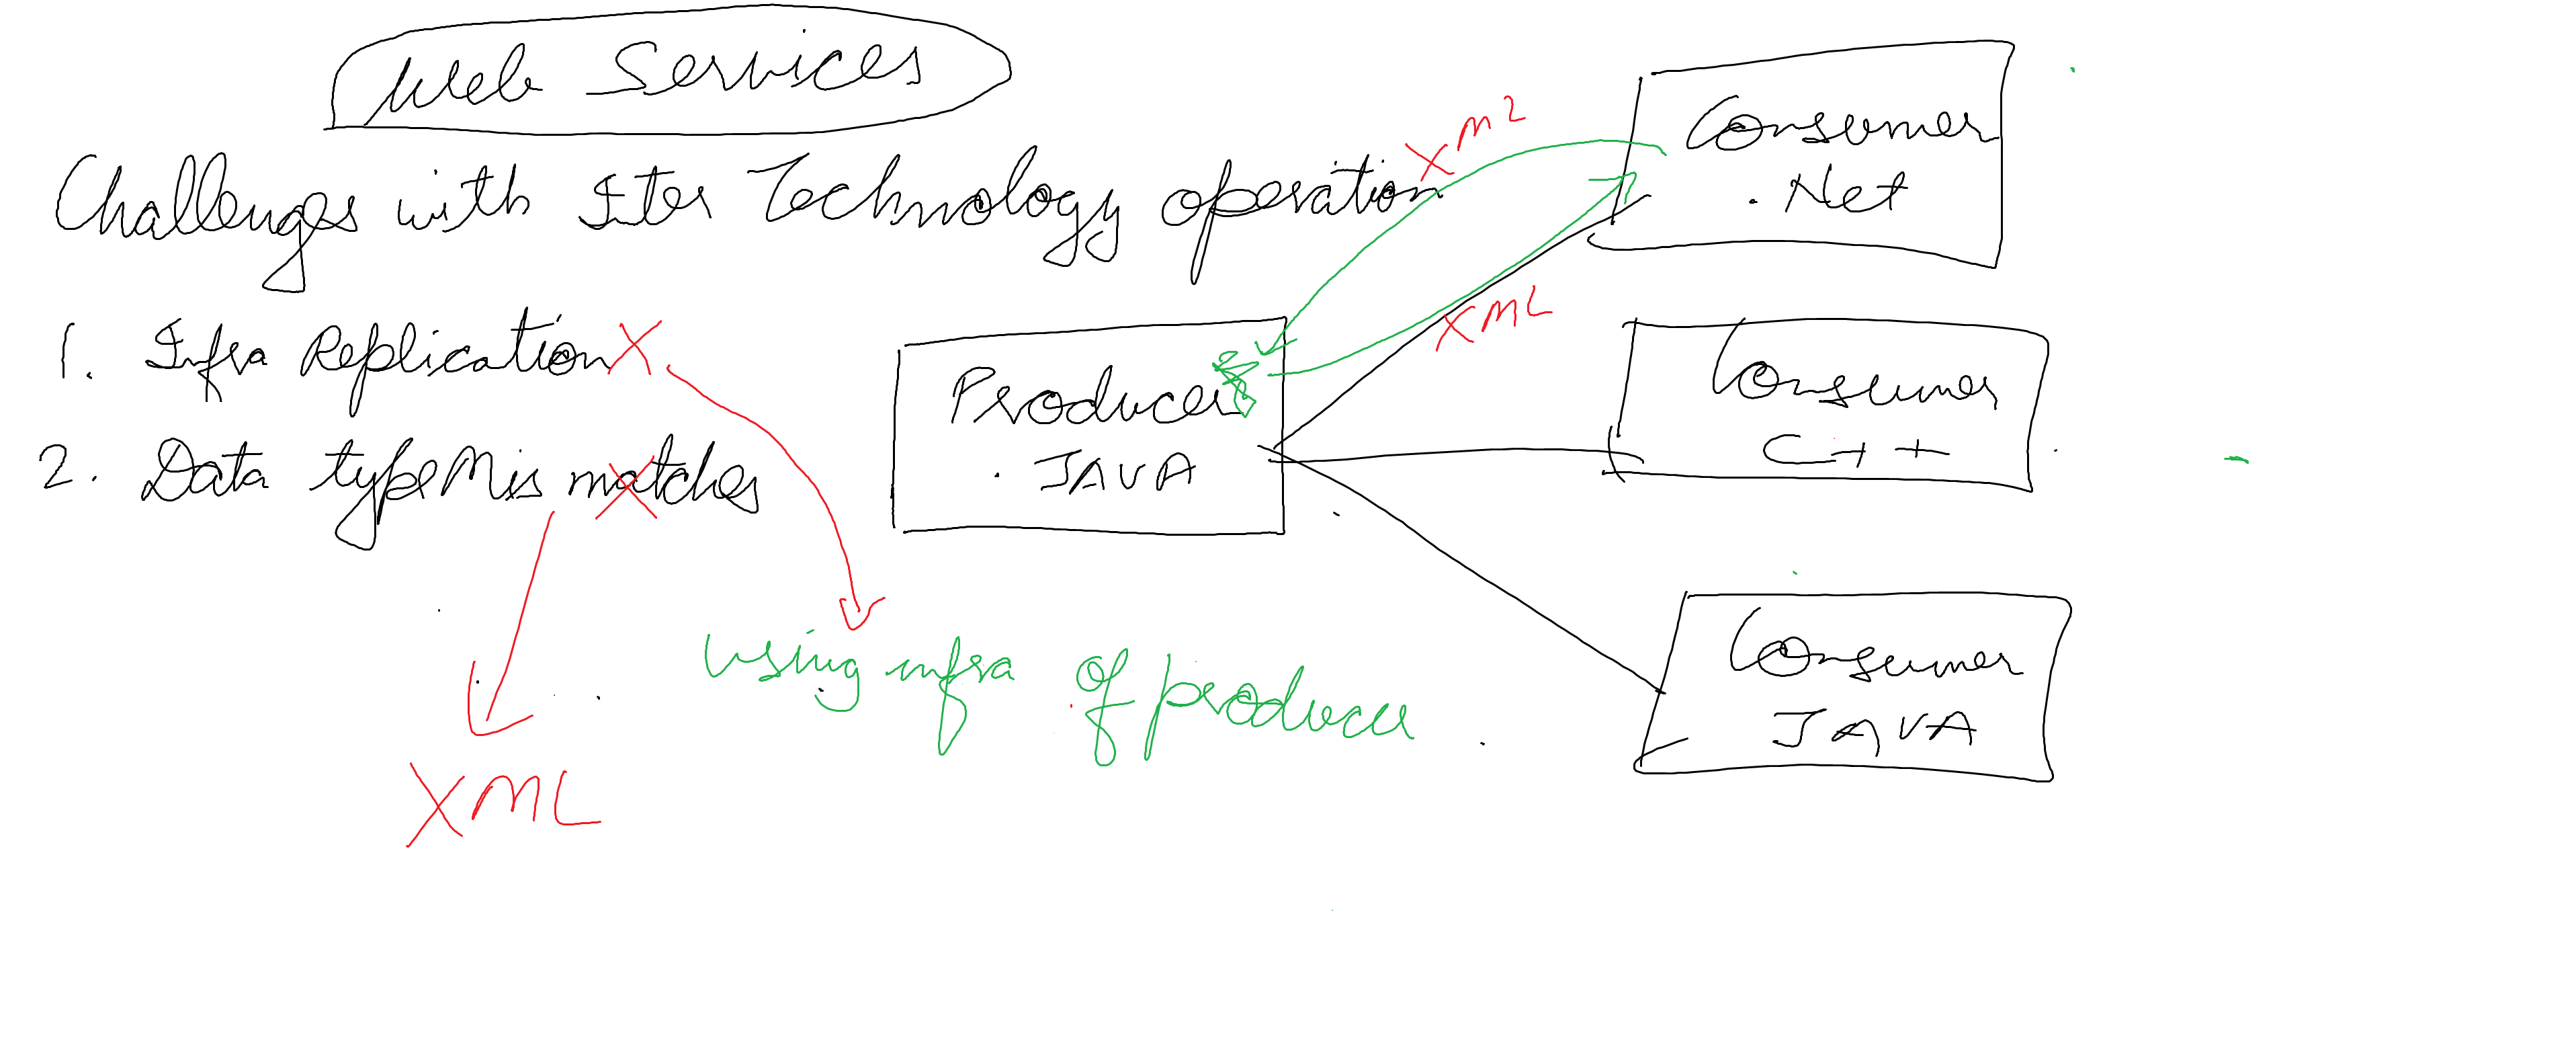 Web Services
Challenges with Inter Technology operation
1. Infra Replication X
2. Data type Mis matches
XML
using infra of producer
XML
XML
Producer
JAVA
Consumer
.Net
Consumer
C++
Consumer
JAVA